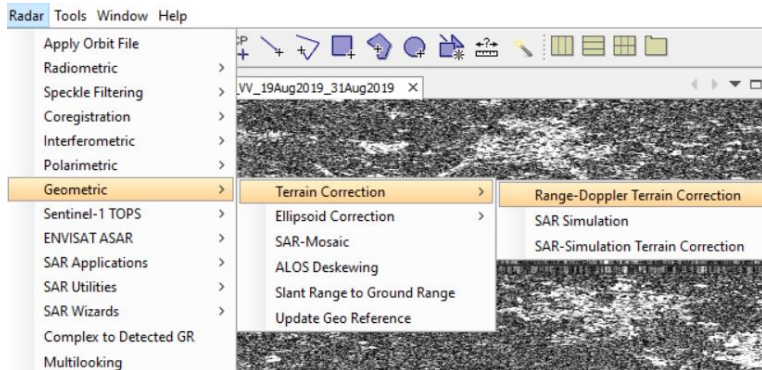 Radar Tools Window Help
Apply Orbit File
Radiometric
Speckle Filtering
Coregistration
Interferometric
Polarimetric
Geometric
Sentinel-1 TOPS
ENVISAT ASAR
SAR Applications
SAR Utilities
SAR Wizards
Complex to Detected GR
Multilooking
_VV_19Aug2019_31Aug2019
Terrain Correction
Ellipsoid Correction
SAR-Mosaic
ALOS Deskewing
Slant Range to Ground Range
Update Geo Reference
Range-Doppler Terrain Correction
SAR Simulation
SAR-Simulation Terrain Correction